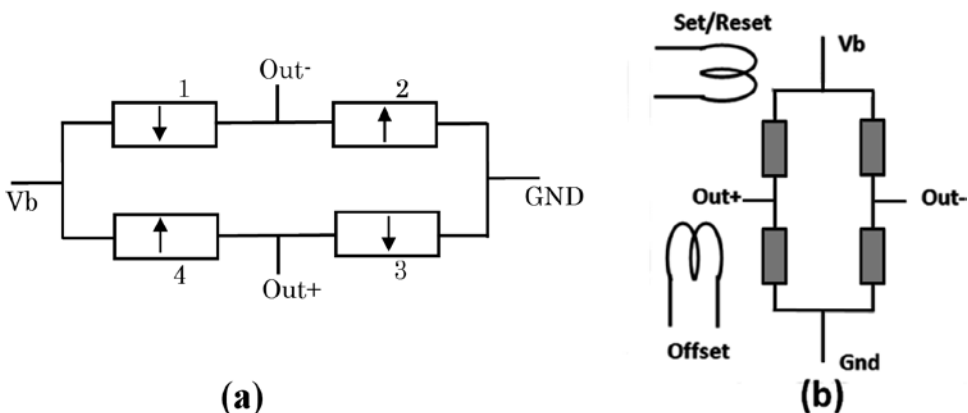 1
Out-
2
Vb
GND
4
Out+
3
(a)
Set/Reset
Vb
Out+
Out-
Offset
Gnd
(b)